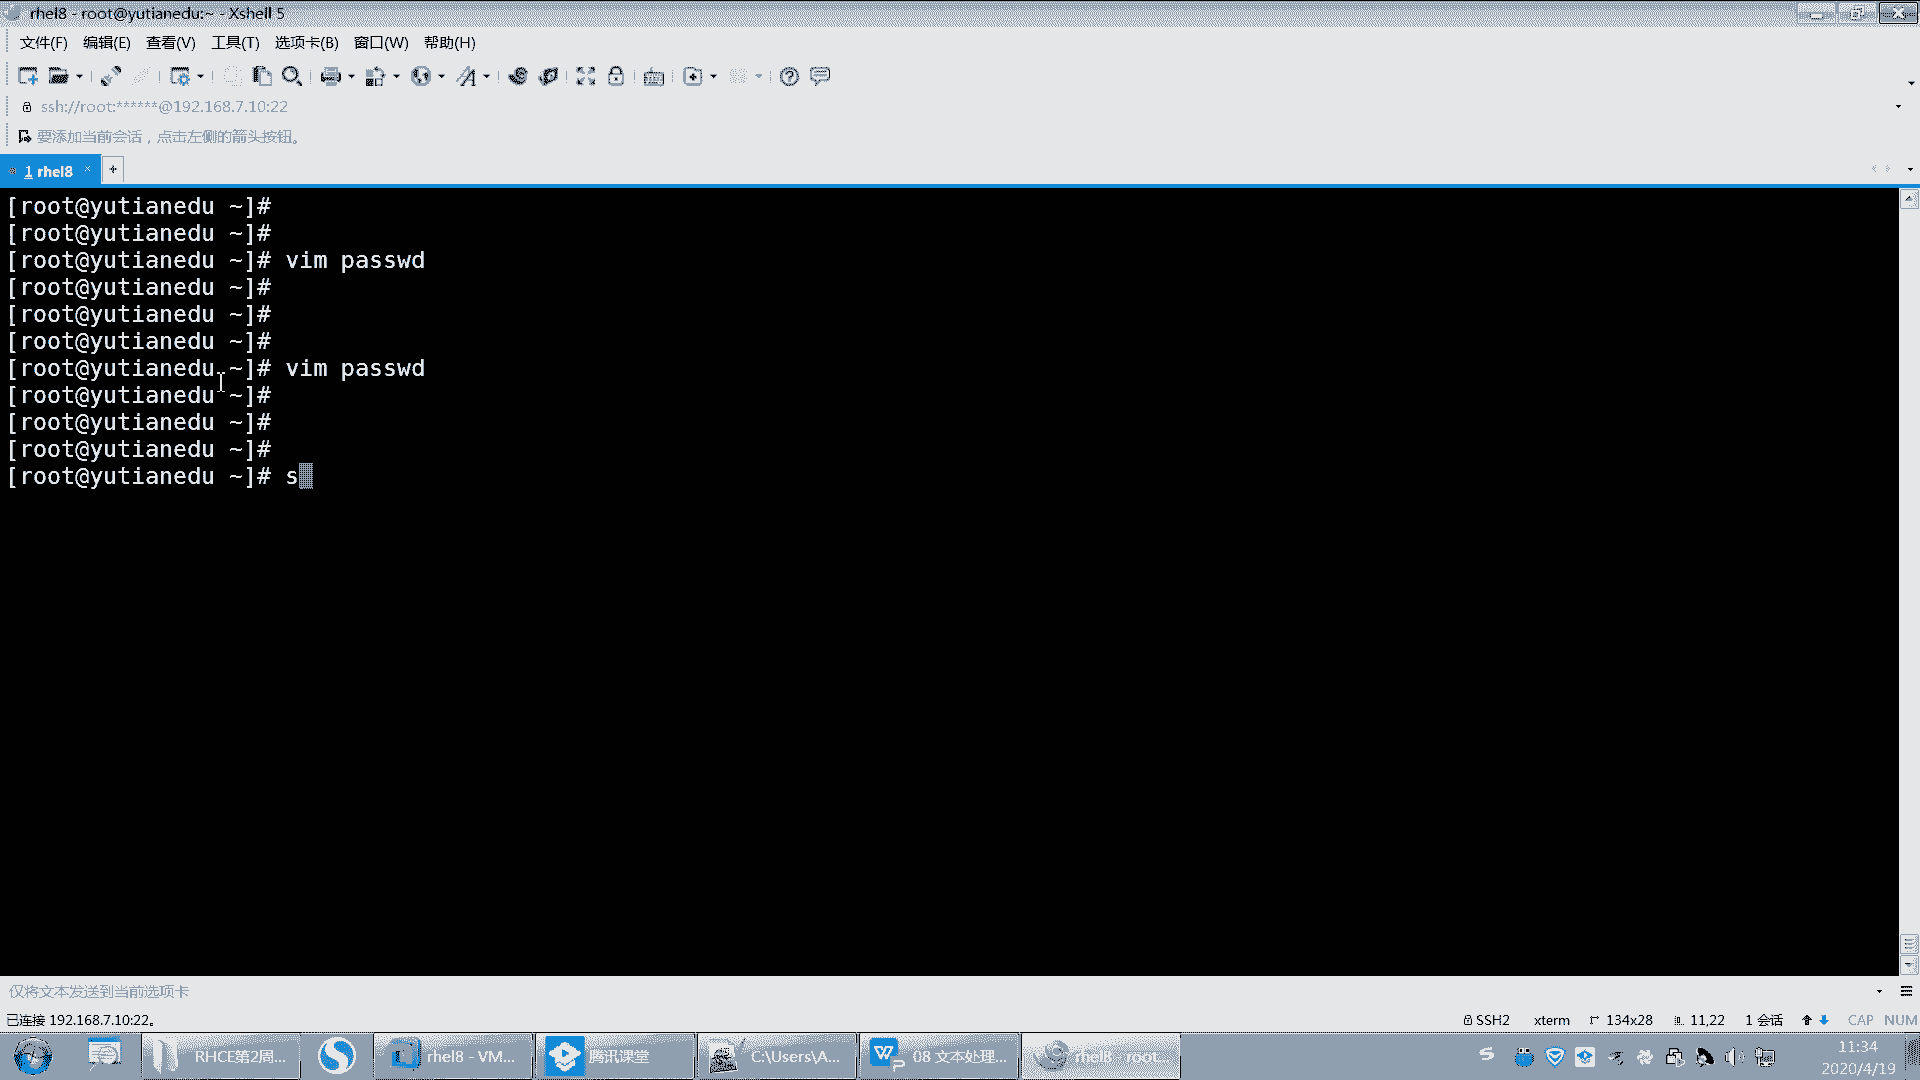 rhel8 - root@yutianedu:~ - Xshell 5
文件(F) 编辑(E) 查看(V) 工具(T) 选项卡(B) 窗口(W) 帮助(H)
ssh://root:******@192.168.7.10:22
要添加当前会话，点击左侧的箭头按钮。
1 rhel8
[root@yutianedu ~]#
[root@yutianedu ~]#
[root@yutianedu ~]# vim passwd
[root@yutianedu ~]#
[root@yutianedu ~]#
[root@yutianedu ~]#
[root@yutianedu ~]# vim passwd
[root@yutianedu ~]#
[root@yutianedu ~]#
[root@yutianedu ~]#
[root@yutianedu ~]# s
仅将文本发送到当前选项卡
已连接 192.168.7.10:22。 SSH2 xterm 134x28 11,22 1 会话 CAP NUM
RHCE第2周... rhel8 - VM... 腾讯课堂 C:\Users\A... 08 文本处理... rhel8 - root... 11:34
2020/4/19